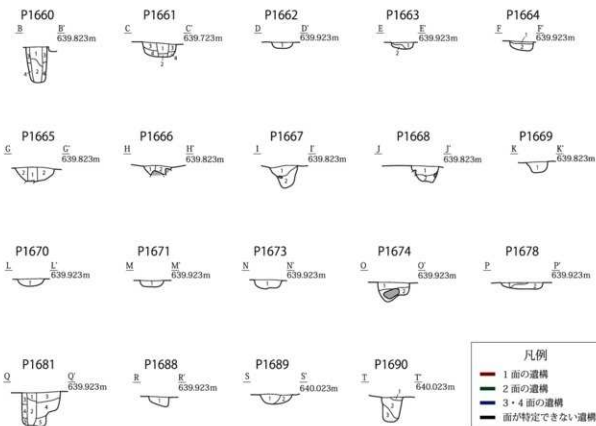 P1660 P1661 P1662 P1663 P1664
B B' C C' D D' E E' F F'
639.823m 639.723m 639.923m 639.923m 639.923m
P1665 P1666 P1667 P1668 P1669
G G' H H' I I' J J' K K'
639.823m 639.823m 639.823m 639.823m 639.823m
P1670 P1671 P1673 P1674 P1678
L L' M M' N N' O O' P P'
639.923m 639.923m 639.923m 639.923m 639.923m
P1681 P1688 P1689 P1690
Q Q' R R' S S' T T'
639.923m 639.923m 640.023m 640.023m
凡例
1面の遺構
2面の遺構
3・4面の遺構
面が特定できない遺構